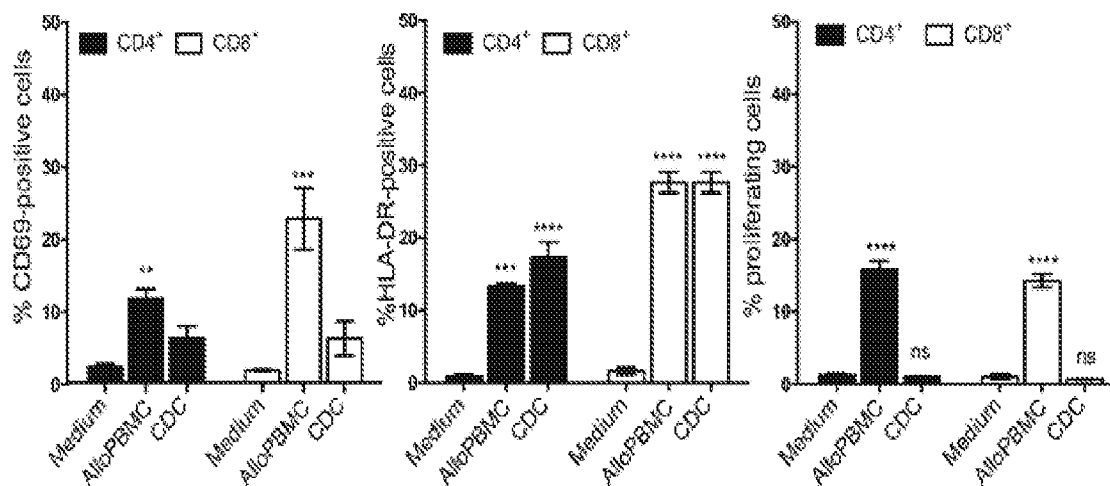 % CD69-positive cells
50
40
30
20
10
0
CD4+
CD8+
**
***
Medium
AlloPBMC
CDC
Medium
AlloPBMC
CDC
%HLA-DR-positive cells
50
40
30
20
10
0
CD4+
CD8+
***
****
****
****
Medium
AlloPBMC
CDC
Medium
AlloPBMC
CDC
% proliferating cells
50
40
30
20
10
0
CD4+
CD8+
****
ns
****
ns
Medium
AlloPBMC
CDC
Medium
AlloPBMC
CDC